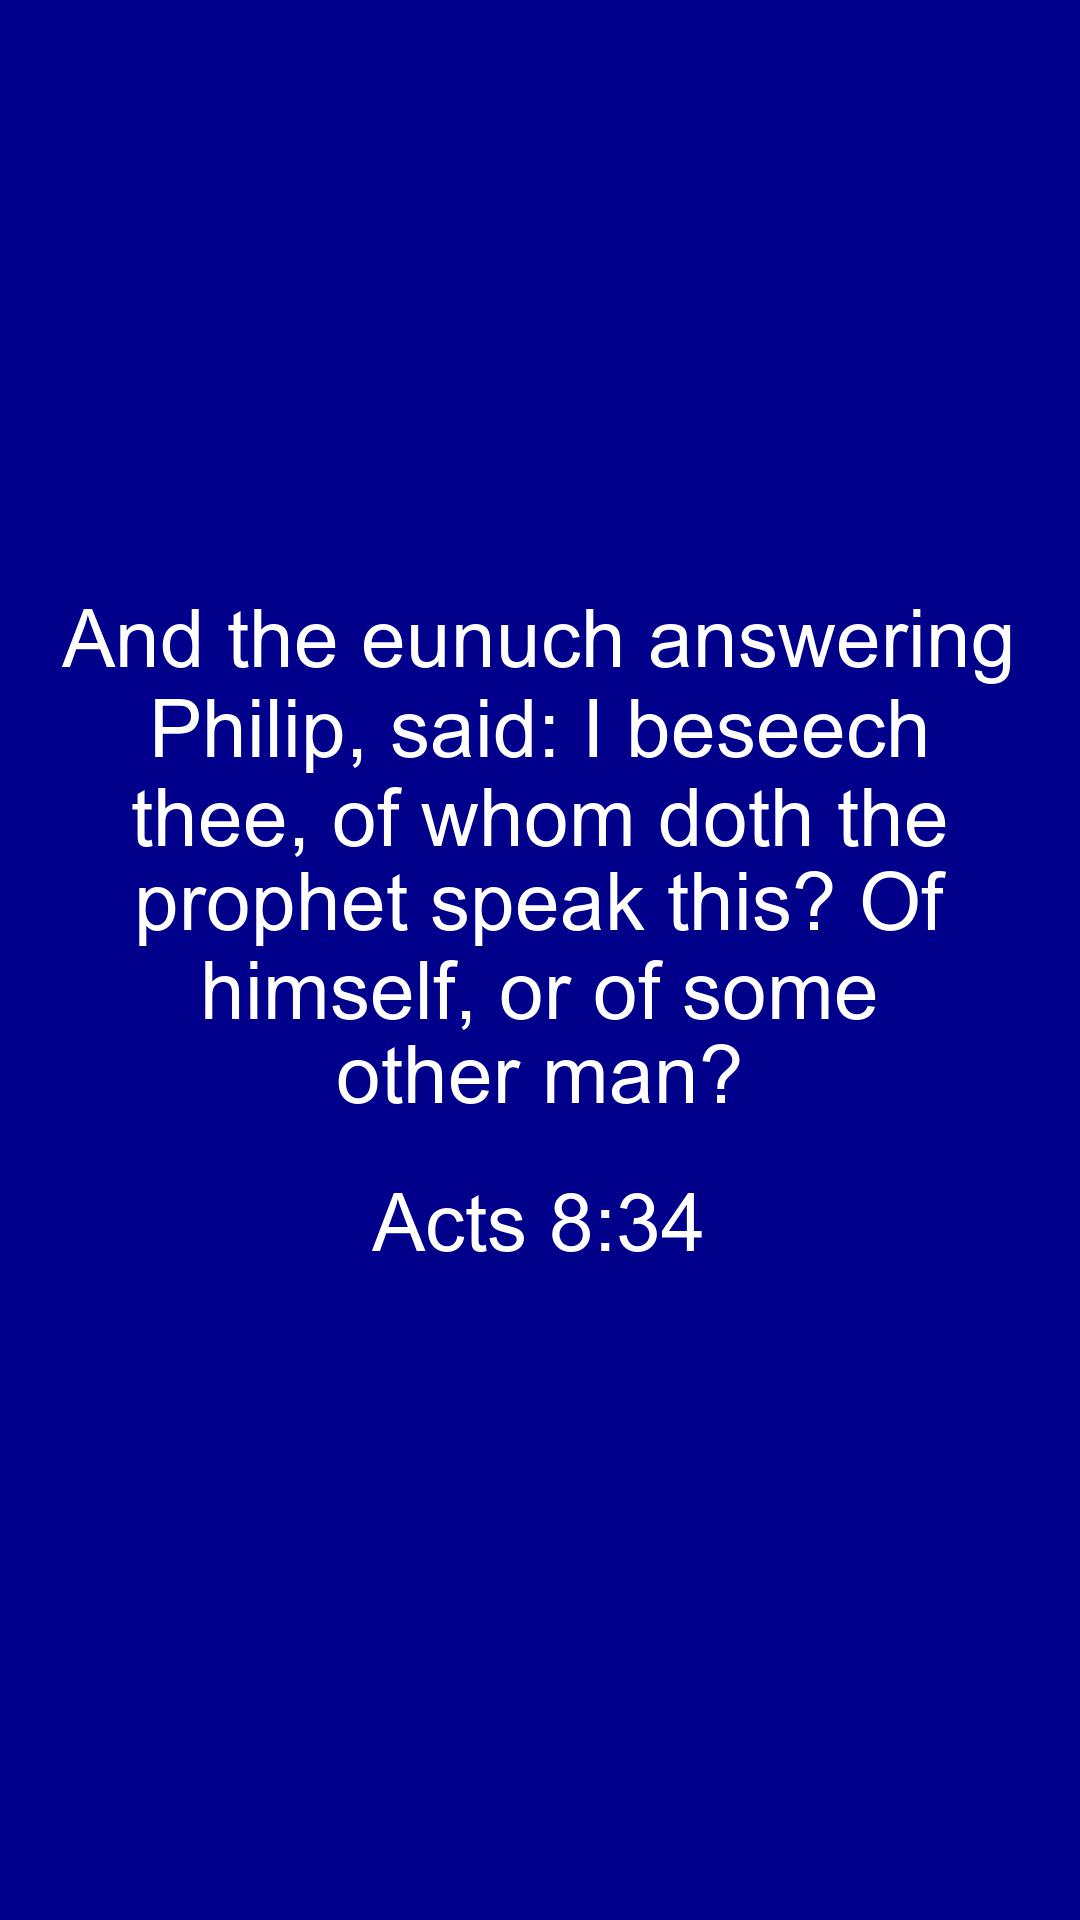 And the eunuch answering
Philip, said: I beseech
thee, of whom doth the
prophet speak this? Of
himself, or of some
other man?
Acts 8:34